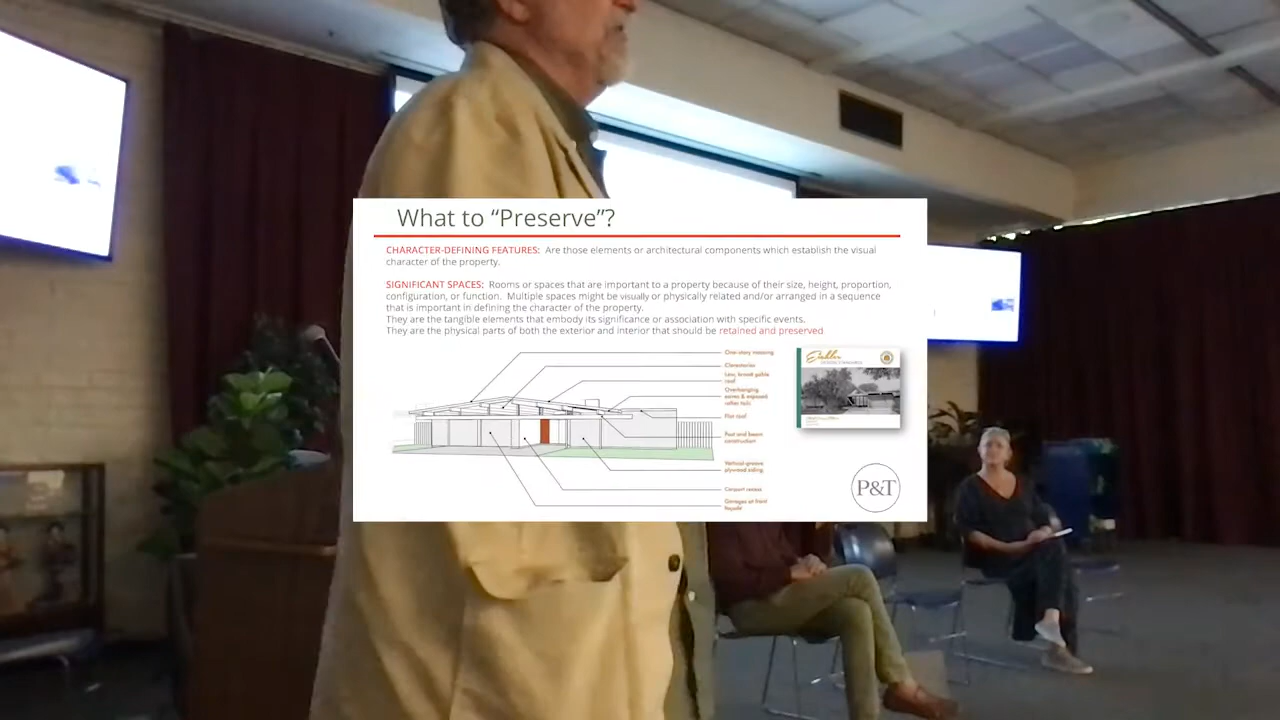 What to “Preserve”?
CHARACTER-DEFINING FEATURES: Are those elements or architectural components which establish the visual
character of the property.
SIGNIFICANT SPACES: Rooms or spaces that are important to a property because of their size, height, proportion,
configuration, or function. Multiple spaces might be visually or physically related and/or arranged in a sequence
that is important in defining the character of the property.
They are the tangible elements that embody its significance or association with specific events.
They are the physical parts of both the exterior and interior that should be retained and preserved
One-story massing
Clerestories
Low, broad gable
roof
Overhanging
eaves & exposed
rafter tails
Flat roof
Post and beam
construction
Vertical-groove
plywood siding
Carport recess
Garages at front
façade
Eichler
P&T